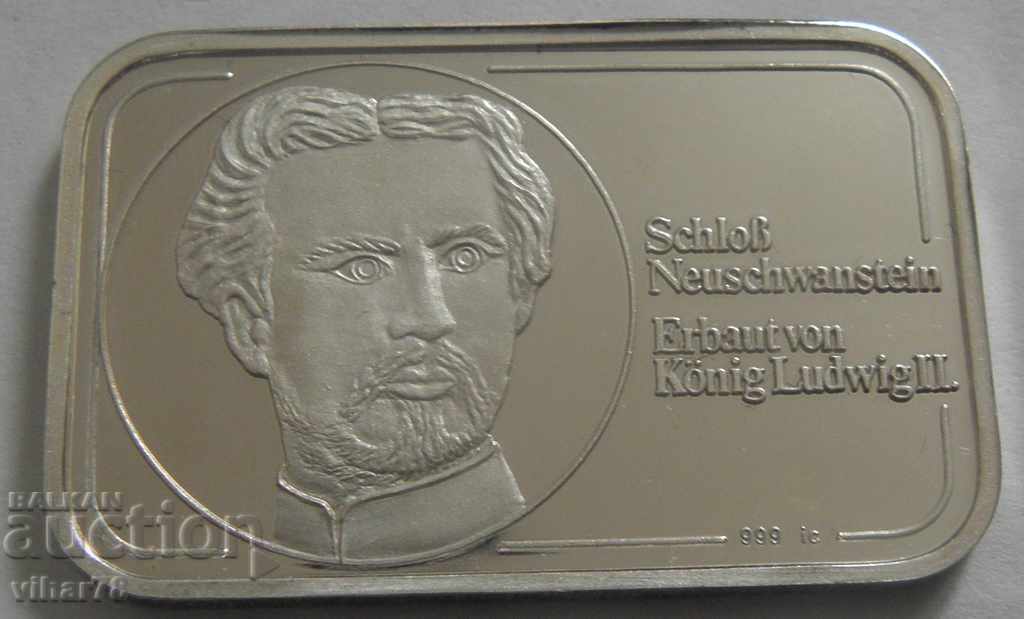 Schloß
Neuschwanstein
Erbaut von
König Ludwig II.
999 ic
BALKAN
auction
vihar78